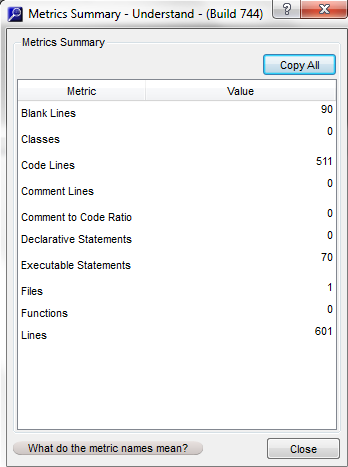 Metrics Summary - Understand - (Build 744)
Metrics Summary
Copy All
Metric Value
Blank Lines 90
Classes 0
Code Lines 511
Comment Lines 0
Comment to Code Ratio 0
Declarative Statements 0
Executable Statements 70
Files 1
Functions 0
Lines 601
What do the metric names mean? Close